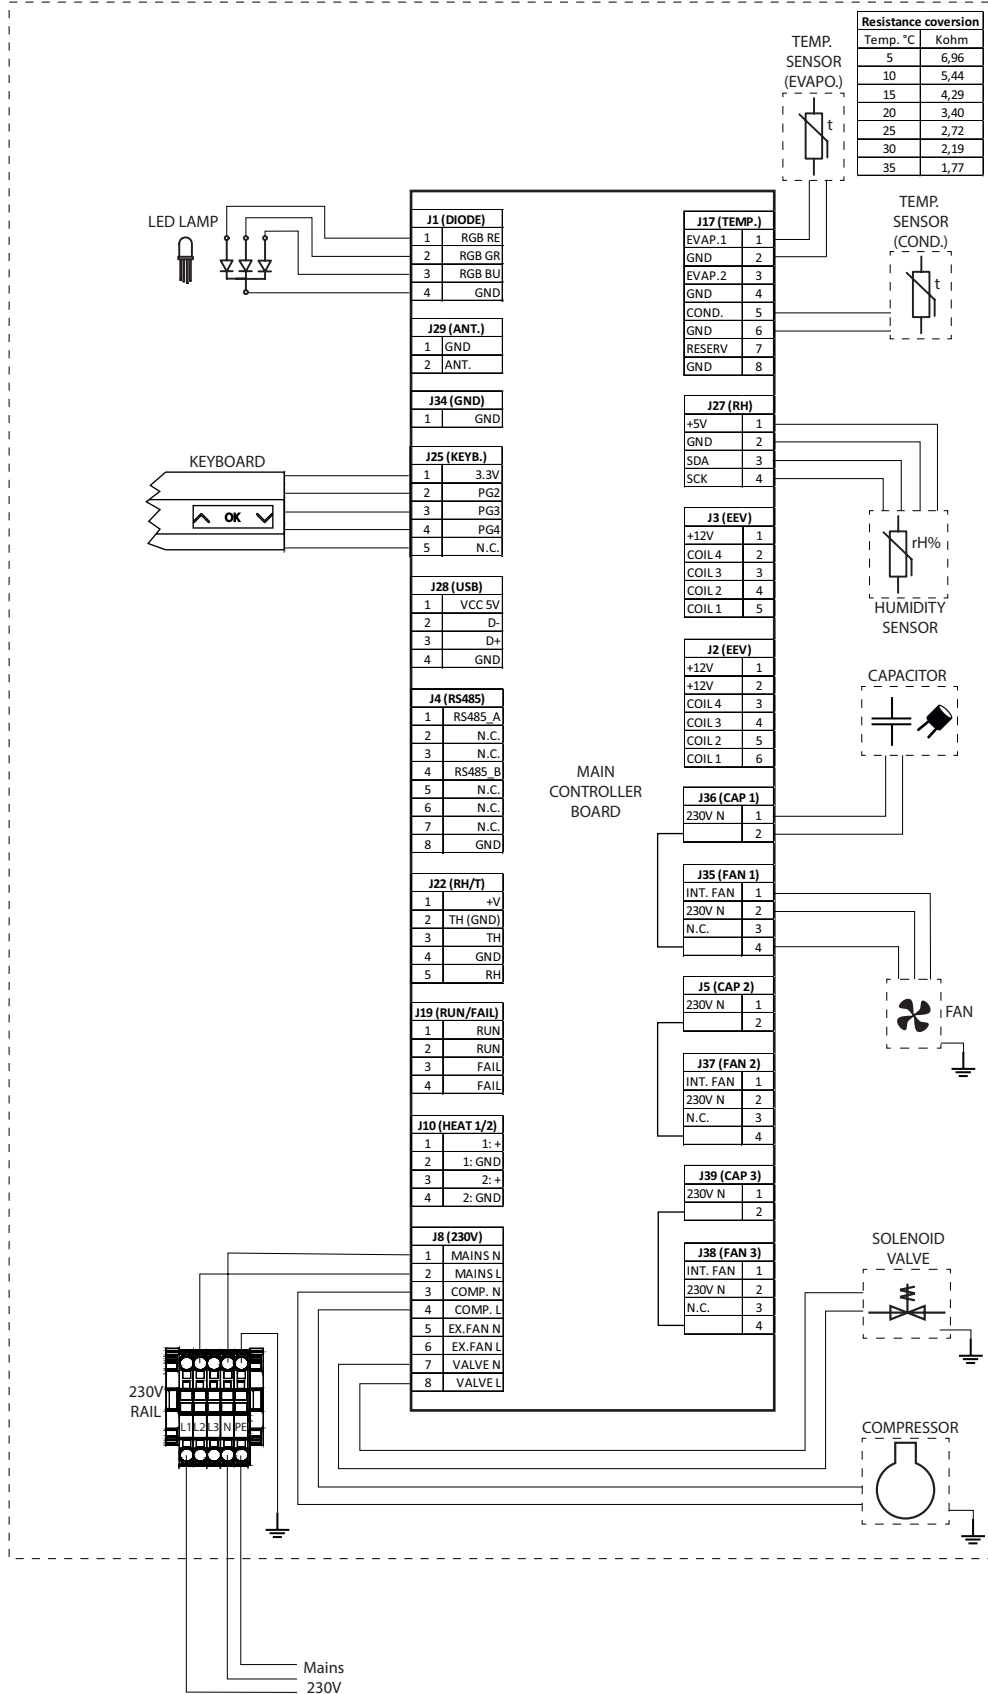 Resistance coversion
Temp. °C Kohm
5 6,96
10 5,44
15 4,29
20 3,40
25 2,72
30 2,19
35 1,77
TEMP.
SENSOR
(EVAPO.)
t
TEMP.
SENSOR
(COND.)
t
LED LAMP
J1 (DIODE)
1 RGB RE
2 RGB GR
3 RGB BU
4 GND
J29 (ANT.)
1 GND
2 ANT.
J34 (GND)
1 GND
KEYBOARD
OK
J25 (KEYB.)
1 3.3V
2 PG2
3 PG3
4 PG4
5 N.C.
J28 (USB)
1 VCC 5V
2 D-
3 D+
4 GND
J4 (RS485)
1 RS485_A
2 N.C.
3 N.C.
4 RS485_B
5 N.C.
6 N.C.
7 N.C.
8 GND
J22 (RH/T)
1 +V
2 TH (GND)
3 TH
4 GND
5 RH
J19 (RUN/FAIL)
1 RUN
2 RUN
3 FAIL
4 FAIL
J10 (HEAT 1/2)
1 1: +
2 1: GND
3 2: +
4 2: GND
J8 (230V)
1 MAINS N
2 MAINS L
3 COMP. N
4 COMP. L
5 EX.FAN N
6 EX.FAN L
7 VALVE N
8 VALVE L
MAIN
CONTROLLER
BOARD
J17 (TEMP.)
EVAP.1 1
GND 2
EVAP.2 3
GND 4
COND. 5
GND 6
RESERV 7
GND 8
J27 (RH)
+5V 1
GND 2
SDA 3
SCK 4
J3 (EEV)
+12V 1
COIL 4 2
COIL 3 3
COIL 2 4
COIL 1 5
J2 (EEV)
+12V 1
+12V 2
COIL 4 3
COIL 3 4
COIL 2 5
COIL 1 6
J36 (CAP 1)
230V N 1
2
J35 (FAN 1)
INT. FAN 1
230V N 2
N.C. 3
4
J5 (CAP 2)
230V N 1
2
J37 (FAN 2)
INT. FAN 1
230V N 2
N.C. 3
4
J39 (CAP 3)
230V N 1
2
J38 (FAN 3)
INT. FAN 1
230V N 2
N.C. 3
4
rH%
HUMIDITY
SENSOR
CAPACITOR
FAN
SOLENOID
VALVE
COMPRESSOR
230V
RAIL
L1 L2 L3 N PE
Mains
230V